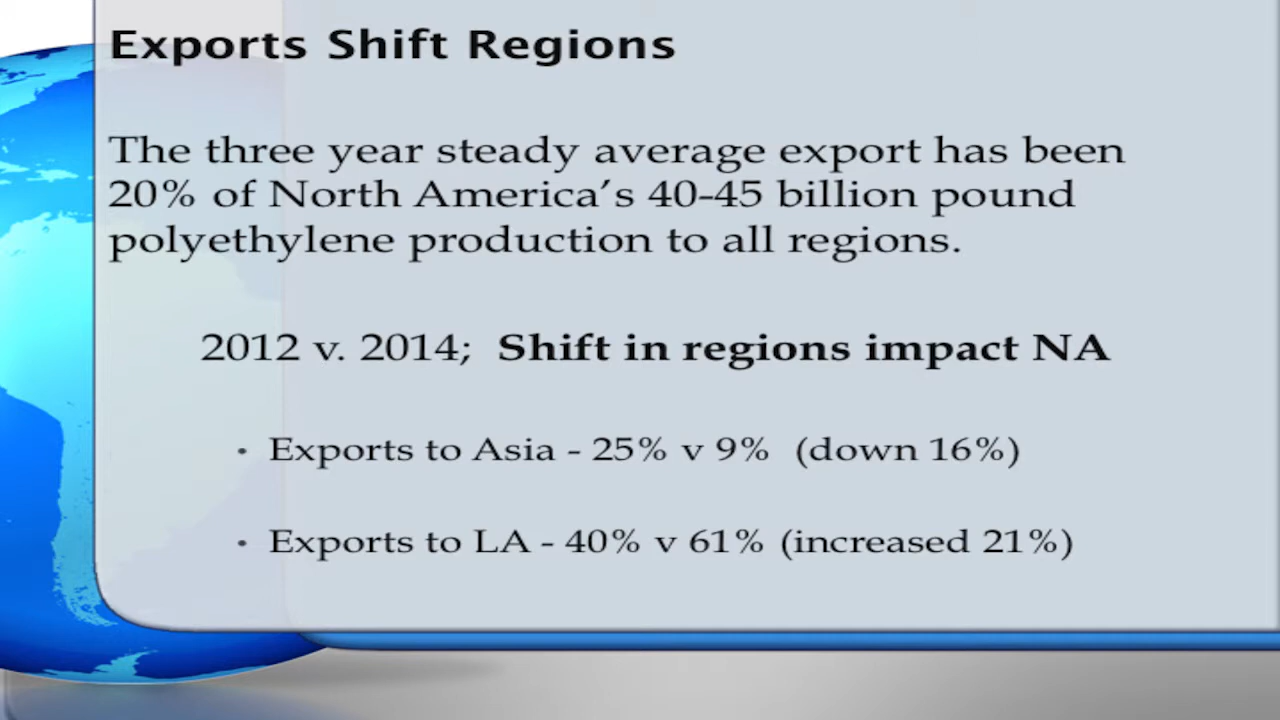 Exports Shift Regions
The three year steady average export has been
20% of North America’s 40-45 billion pound
polyethylene production to all regions.
2012 v. 2014;  Shift in regions impact NA
• Exports to Asia - 25% v 9%  (down 16%)
• Exports to LA - 40% v 61% (increased 21%)